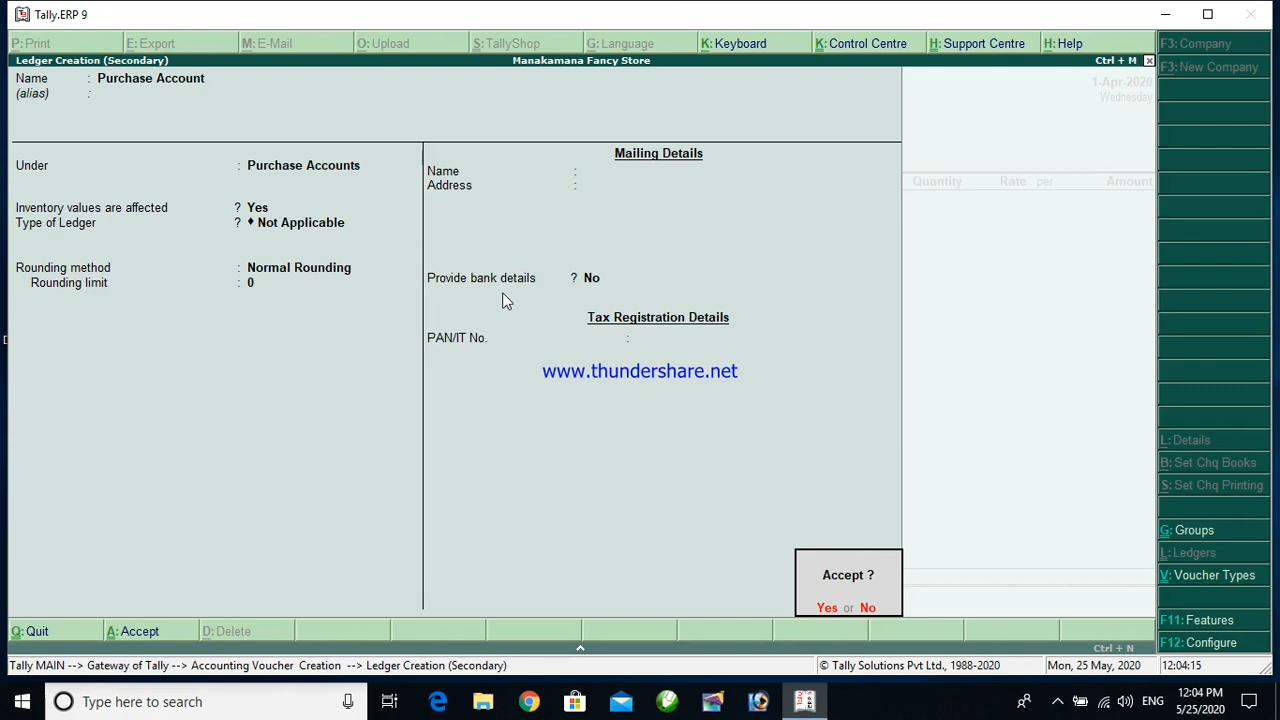 Tally.ERP 9
P: Print E: Export M: E-Mail O: Upload S: TallyShop G: Language K: Keyboard K: Control Centre H: Support Centre H: Help
F3: Company
Ledger Creation (Secondary) Manakamana Fancy Store Ctrl + M
F3: New Company
Name : Purchase Account
(alias) :
1-Apr-2020
Wednesday
Mailing Details
Under : Purchase Accounts
Name :
Address :
Quantity Rate per Amount
Inventory values are affected ? Yes
Type of Ledger ? ♦ Not Applicable
Rounding method : Normal Rounding
Rounding limit : 0
Provide bank details ? No
Tax Registration Details
PAN/IT No. :
www.thundershare.net
L: Details
B: Set Chq Books
S: Set Chq Printing
G: Groups
L: Ledgers
V: Voucher Types
F11: Features
F12: Configure
Accept ?
Yes or No
Q: Quit A: Accept D: Delete
Ctrl + N
Tally MAIN --> Gateway of Tally --> Accounting Voucher Creation --> Ledger Creation (Secondary) © Tally Solutions Pvt Ltd., 1988-2020 Mon, 25 May, 2020 12:04:15
Type here to search
ENG
12:04 PM
5/25/2020